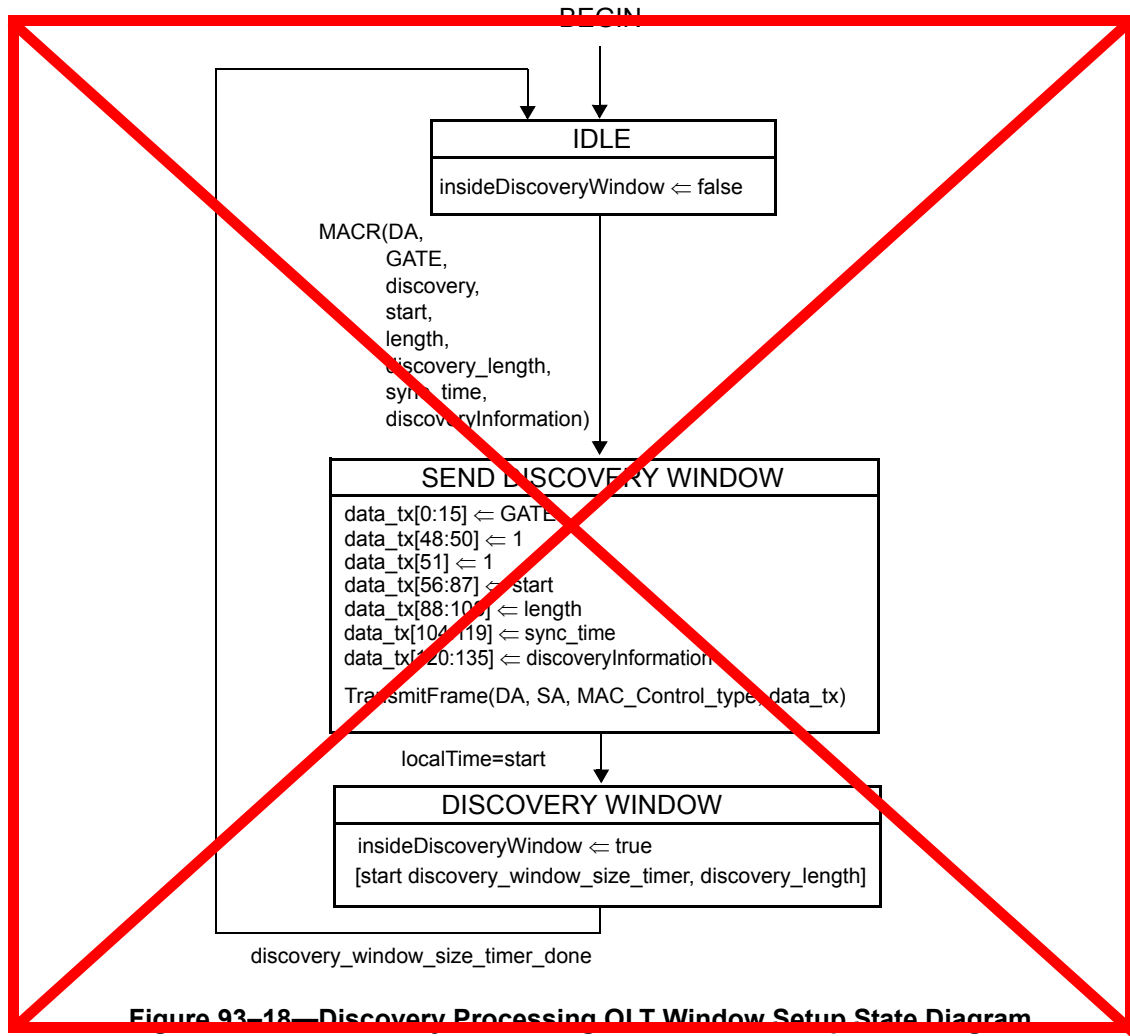 BEGIN
IDLE
insideDiscoveryWindow ⇐ false
MACR(DA,
GATE,
discovery,
start,
length,
discovery_length,
sync_time,
discoveryInformation)
SEND DISCOVERY WINDOW
data_tx[0:15] ⇐ GATE
data_tx[48:50] ⇐ 1
data_tx[51] ⇐ 1
data_tx[56:87] ⇐ start
data_tx[88:103] ⇐ length
data_tx[104:119] ⇐ sync_time
data_tx[120:135] ⇐ discoveryInformation
TransmitFrame(DA, SA, MAC_Control_type, data_tx)
localTime=start
DISCOVERY WINDOW
insideDiscoveryWindow ⇐ true
[start discovery_window_size_timer, discovery_length]
discovery_window_size_timer_done
Figure 93–18—Discovery Processing OLT Window Setup State Diagram